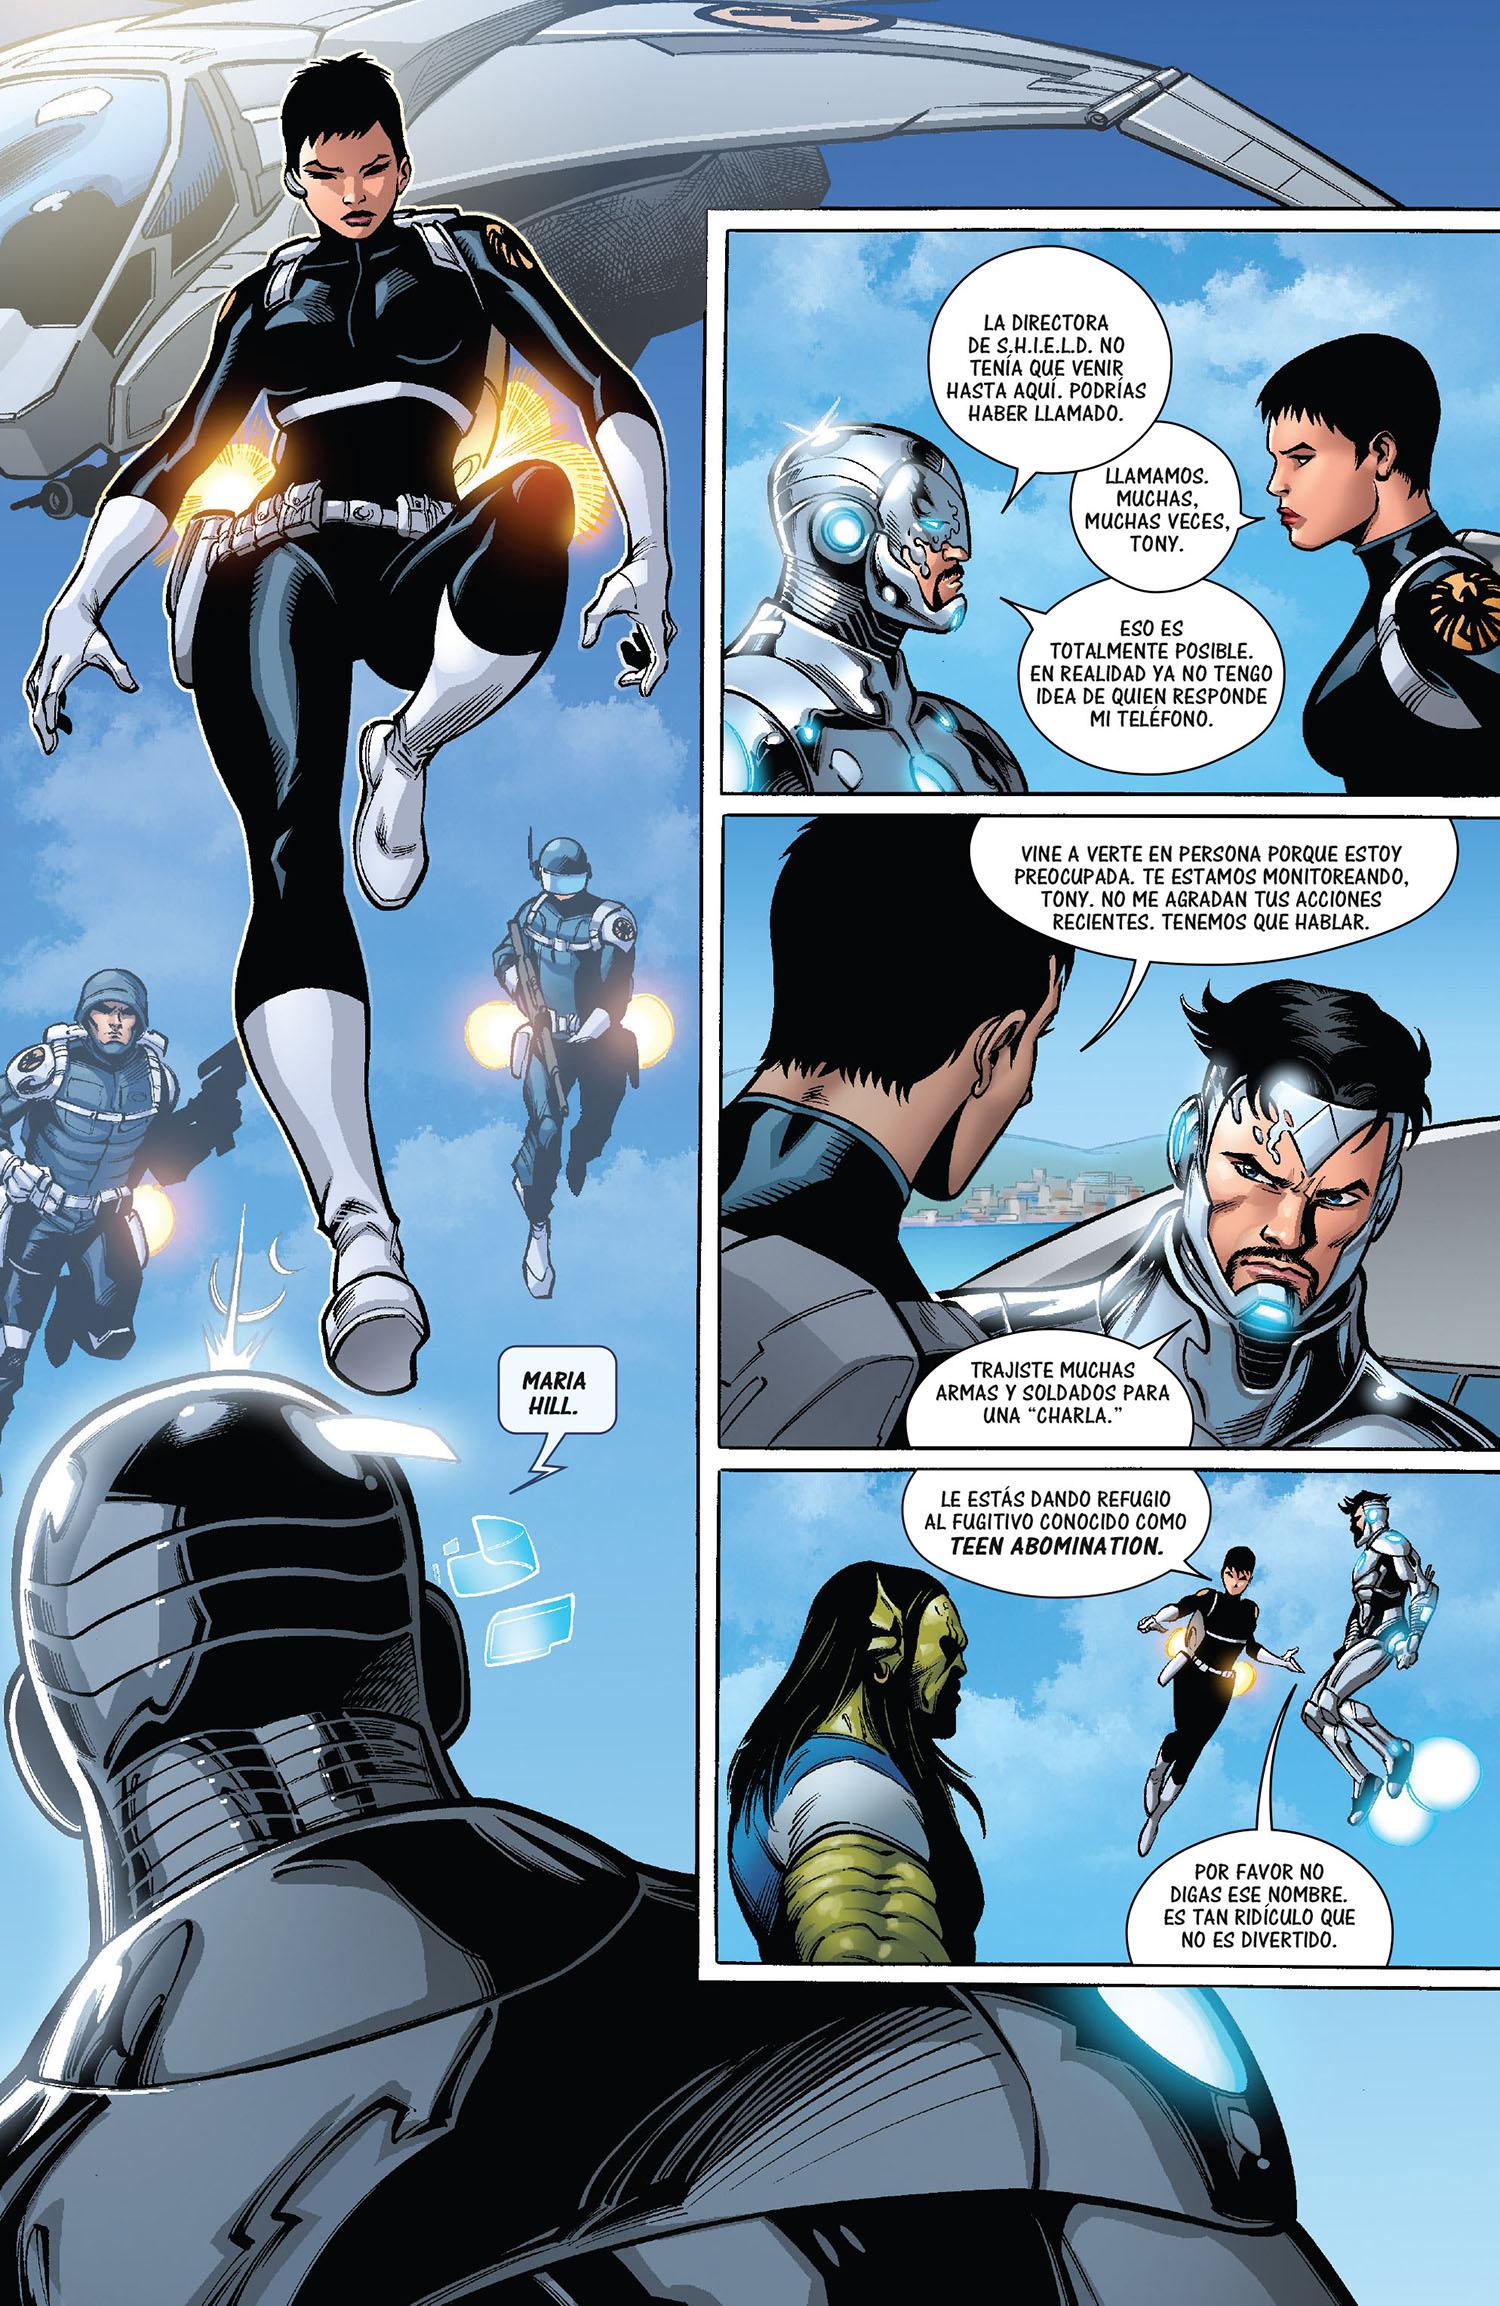 MARIA
HILL.
LA DIRECTORA
DE S.H.I.E.L.D. NO
TENÍA QUE VENIR
HASTA AQUÍ. PODRÍAS
HABER LLAMADO.
LLAMAMOS.
MUCHAS,
MUCHAS VECES,
TONY.
ESO ES
TOTALMENTE POSIBLE.
EN REALIDAD YA NO TENGO
IDEA DE QUIEN RESPONDE
MI TELÉFONO.
VINE A VERTE EN PERSONA PORQUE ESTOY
PREOCUPADA. TE ESTAMOS MONITOREANDO,
TONY. NO ME AGRADAN TUS ACCIONES
RECIENTES. TENEMOS QUE HABLAR.
TRAJISTE MUCHAS
ARMAS Y SOLDADOS PARA
UNA “CHARLA.”
LE ESTÁS DANDO REFUGIO
AL FUGITIVO CONOCIDO COMO
TEEN ABOMINATION.
POR FAVOR NO
DIGAS ESE NOMBRE.
ES TAN RIDÍCULO QUE
NO ES DIVERTIDO.